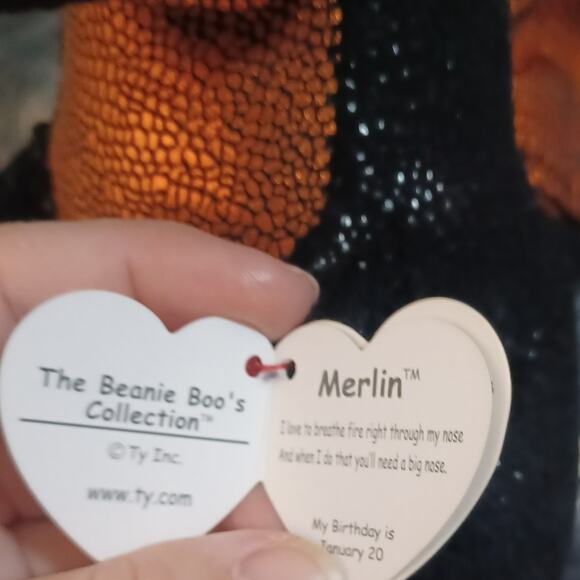 The Beanie Boo's
Collection™
© Ty Inc.
www.ty.com
Merlin™
I love to breathe fire right through my nose
And when I do that you'll need a big nose.
My Birthday is
January 20